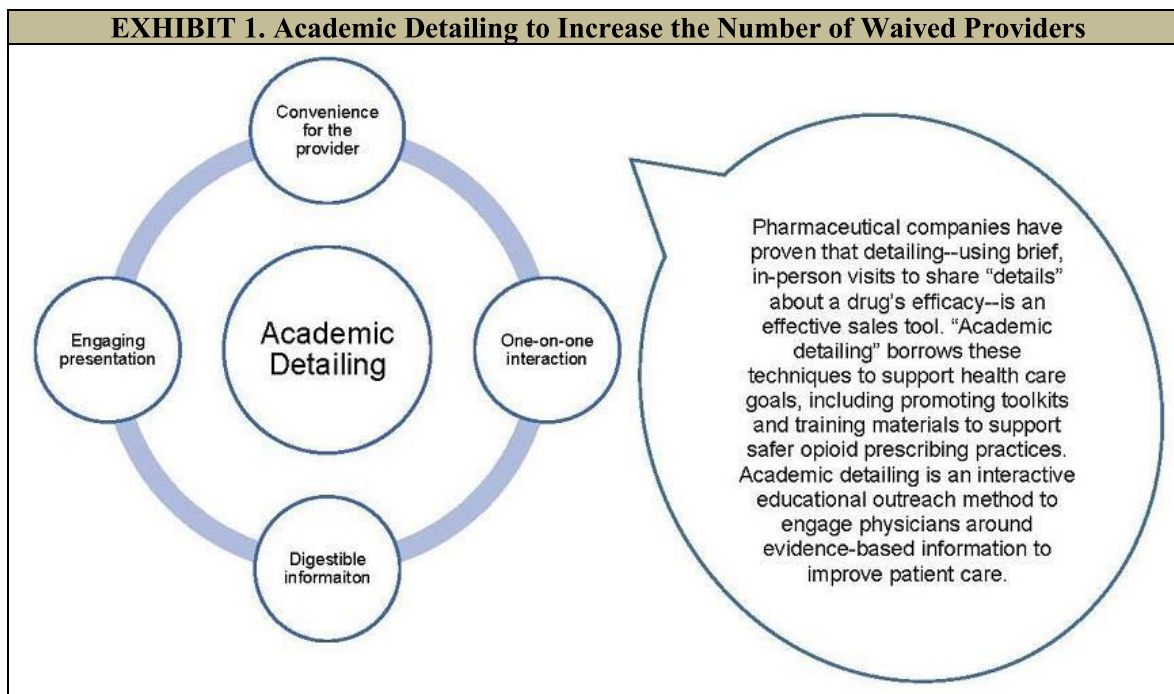 EXHIBIT 1. Academic Detailing to Increase the Number of Waived Providers
Convenience
for the
provider
Engaging
presentation
Academic
Detailing
One-on-one
interaction
Digestible
informaiton
Pharmaceutical companies have
proven that detailing--using brief,
in-person visits to share “details”
about a drug’s efficacy--is an
effective sales tool. “Academic
detailing” borrows these
techniques to support health care
goals, including promoting toolkits
and training materials to support
safer opioid prescribing practices.
Academic detailing is an interactive
educational outreach method to
engage physicians around
evidence-based information to
improve patient care.